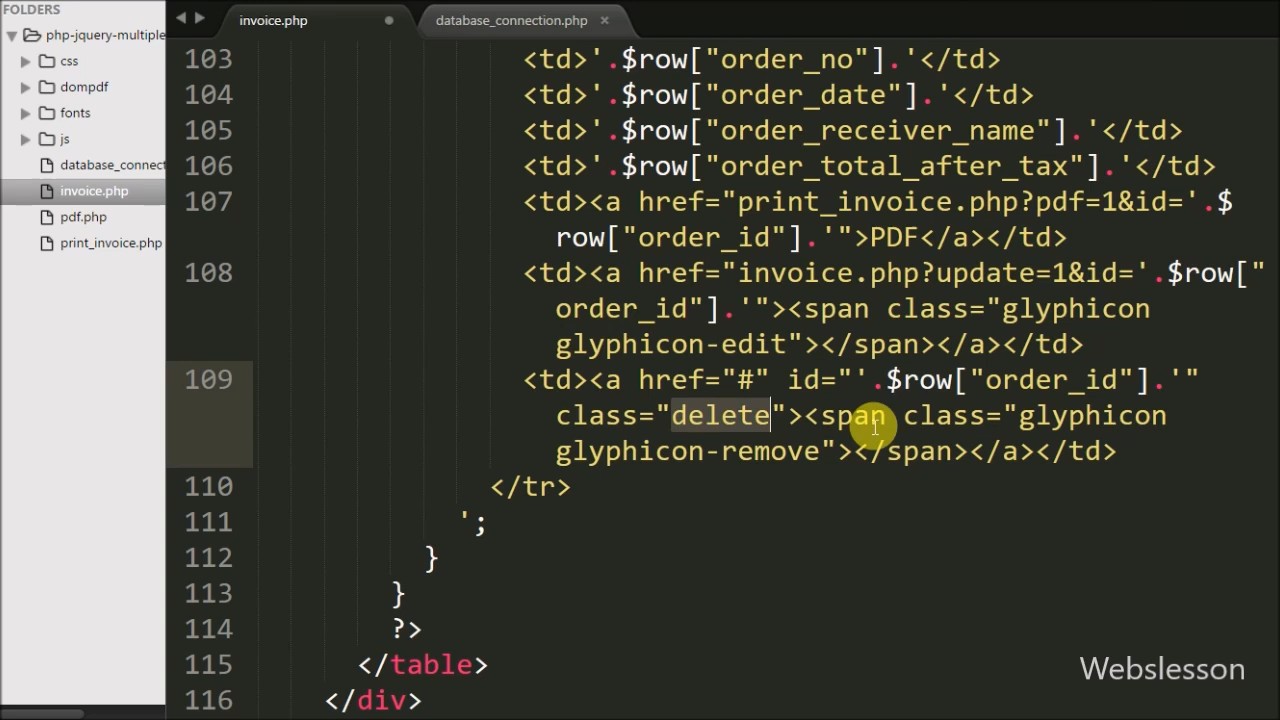 FOLDERS
php-jquery-multiple
css
dompdf
fonts
js
database_connect
invoice.php
pdf.php
print_invoice.php
invoice.php
database_connection.php ×
103 <td>'.$row["order_no"].'</td>
104 <td>'.$row["order_date"].'</td>
105 <td>'.$row["order_receiver_name"].'</td>
106 <td>'.$row["order_total_after_tax"].'</td>
107 <td><a href="print_invoice.php?pdf=1&id='.$
row["order_id"].'">PDF</a></td>
108 <td><a href="invoice.php?update=1&id='.$row["
order_id"].'"><span class="glyphicon
glyphicon-edit"></span></a></td>
109 <td><a href="#" id="'.$row["order_id"].'"
class="delete"><span class="glyphicon
glyphicon-remove"></span></a></td>
110 </tr>
111 ';
112 }
113 }
114 ?>
115 </table>
116 </div>
Webslesson